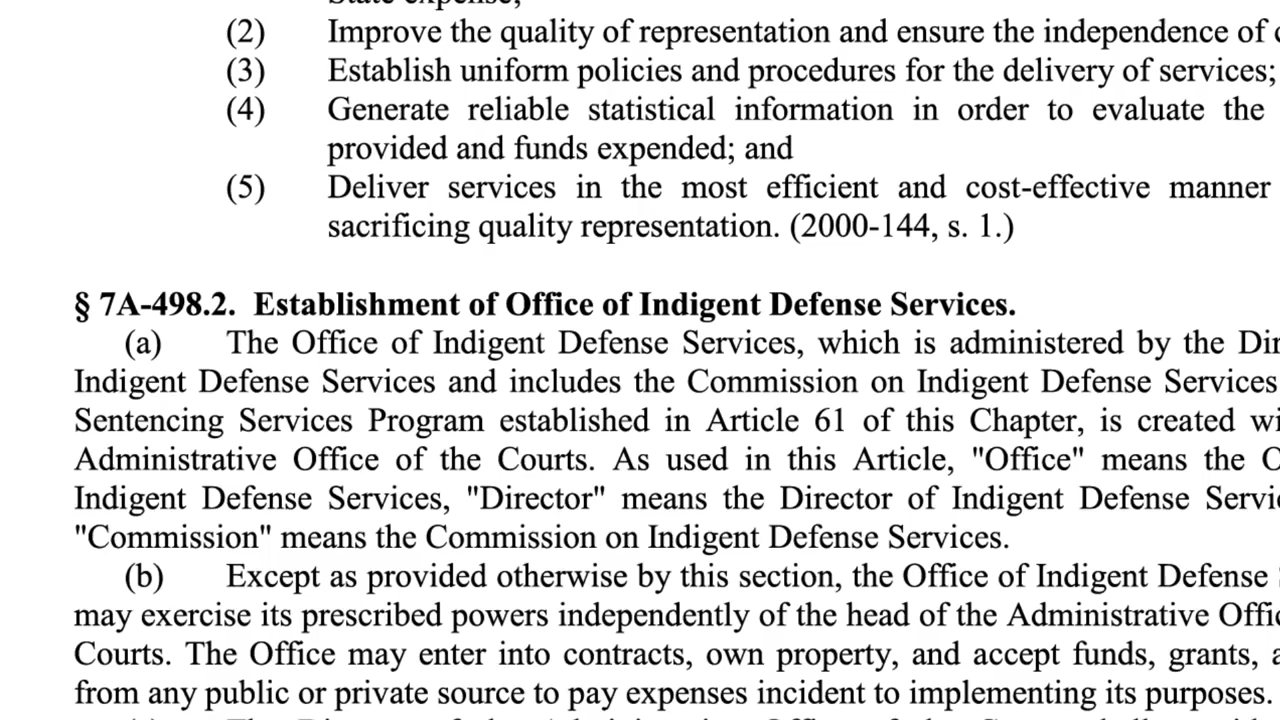 State expense;
(2) Improve the quality of representation and ensure the independence of
(3) Establish uniform policies and procedures for the delivery of services;
(4) Generate reliable statistical information in order to evaluate the
provided and funds expended; and
(5) Deliver services in the most efficient and cost-effective manner
sacrificing quality representation. (2000-144, s. 1.)
§ 7A-498.2. Establishment of Office of Indigent Defense Services.
(a) The Office of Indigent Defense Services, which is administered by the
Indigent Defense Services and includes the Commission on Indigent Defense Services
Sentencing Services Program established in Article 61 of this Chapter, is created
Administrative Office of the Courts. As used in this Article, "Office" means the
Indigent Defense Services, "Director" means the Director of Indigent Defense
"Commission" means the Commission on Indigent Defense Services.
(b) Except as provided otherwise by this section, the Office of Indigent Defense
may exercise its prescribed powers independently of the head of the Administrative
Courts. The Office may enter into contracts, own property, and accept funds, grants,
from any public or private source to pay expenses incident to implementing its purposes.